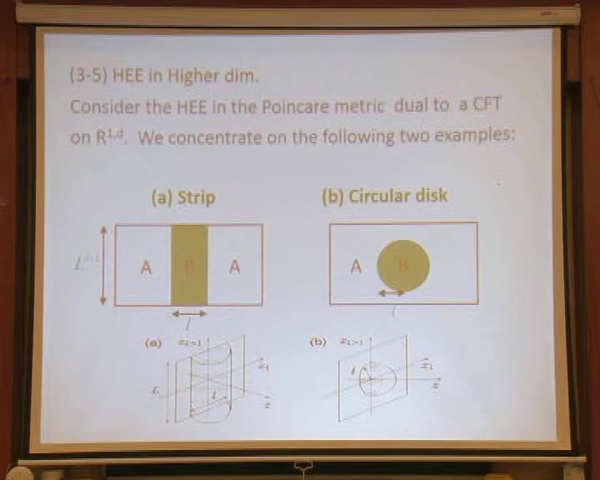 (3-5) HEE in Higher dim.
Consider the HEE in the Poincare metric dual to a CFT
on R^1,d. We concentrate on the following two examples:
(a) Strip (b) Circular disk
A B A
A B
l l
(a) (b)
L l z
l z